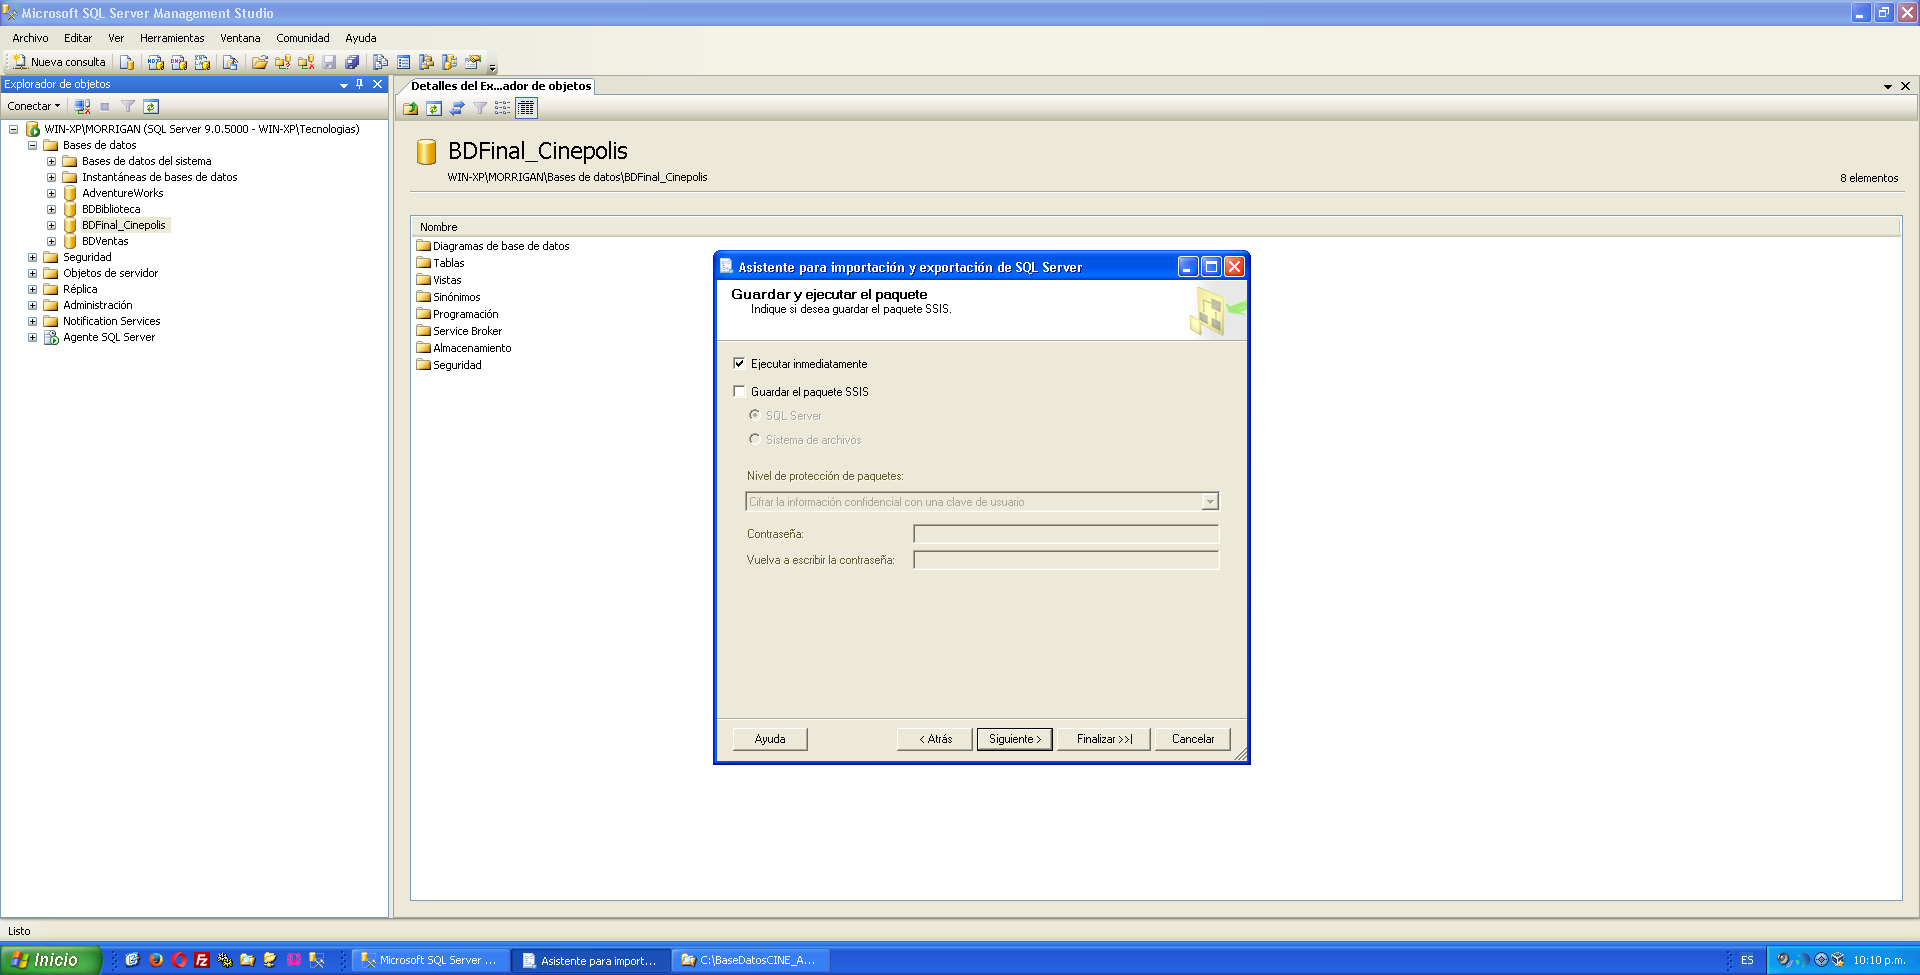 Microsoft SQL Server Management Studio
Archivo Editar Ver Herramientas Ventana Comunidad Ayuda
Nueva consulta
Explorador de objetos
Conectar
WIN-XP\MORRIGAN (SQL Server 9.0.5000 - WIN-XP\Tecnologias)
Bases de datos
Bases de datos del sistema
Instantáneas de bases de datos
AdventureWorks
BDBiblioteca
BDFinal_Cinepolis
BDVentas
Seguridad
Objetos de servidor
Réplica
Administración
Notification Services
Agente SQL Server
Detalles del Ex...ador de objetos
BDFinal_Cinepolis
WIN-XP\MORRIGAN\Bases de datos\BDFinal_Cinepolis
8 elementos
Nombre
Diagramas de base de datos
Tablas
Vistas
Sinónimos
Programación
Service Broker
Almacenamiento
Seguridad
Asistente para importación y exportación de SQL Server
Guardar y ejecutar el paquete
Indique si desea guardar el paquete SSIS.
Ejecutar inmediatamente
Guardar el paquete SSIS
SQL Server
Sistema de archivos
Nivel de protección de paquetes:
Cifrar la información confidencial con una clave de usuario
Contraseña:
Vuelva a escribir la contraseña:
Ayuda < Atrás Siguiente > Finalizar >>| Cancelar
Listo
Inicio Microsoft SQL Server ... Asistente para import... C:\BaseDatosCINE_A... ES 10:10 p.m.